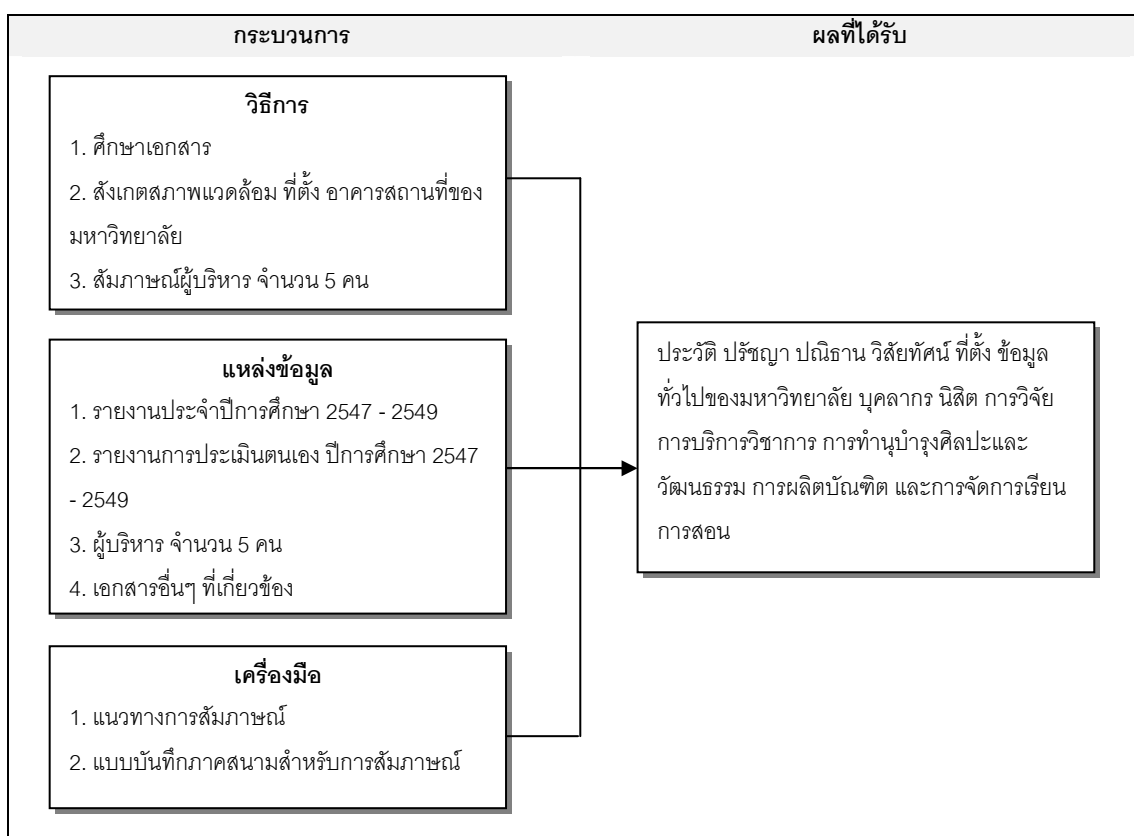 กระบวนการ
ผลที่ได้รับ
วิธีการ
1. ศึกษาเอกสาร
2. สังเกตสภาพแวดล้อม ที่ตั้ง อาคารสถานที่ของ
มหาวิทยาลัย
3. สัมภาษณ์ผู้บริหาร จำนวน 5 คน
แหล่งข้อมูล
1. รายงานประจำปีการศึกษา 2547 - 2549
2. รายงานการประเมินตนเอง ปีการศึกษา 2547
- 2549
3. ผู้บริหาร จำนวน 5 คน
4. เอกสารอื่นๆ ที่เกี่ยวข้อง
เครื่องมือ
1. แนวทางการสัมภาษณ์
2. แบบบันทึกภาคสนามสำหรับการสัมภาษณ์
ประวัติ ปรัชญา ปณิธาน วิสัยทัศน์ ที่ตั้ง ข้อมูล
ทั่วไปของมหาวิทยาลัย บุคลากร นิสิต การวิจัย
การบริการวิชาการ การทำนุบำรุงศิลปะและ
วัฒนธรรม การผลิตบัณฑิต และการจัดการเรียน
การสอน